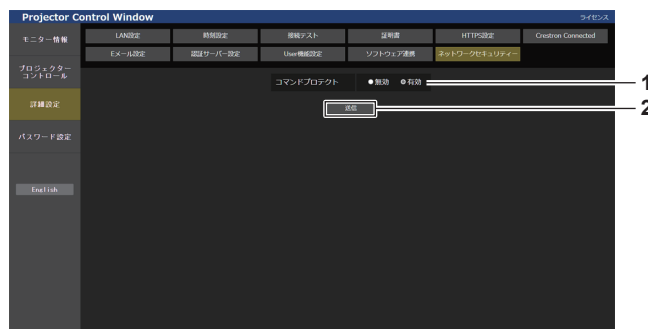 Projector Control Window
ライセンス
モニター情報
LAN設定
時刻設定
接続テスト
証明書
HTTPS設定
Crestron Connected
Eメール設定
認証サーバー設定
User機能設定
ソフトウェア連携
ネットワークセキュリティー
プロジェクター
コントロール
コマンドプロテクト
無効
有効
1
送信
2
詳細設定
パスワード設定
English